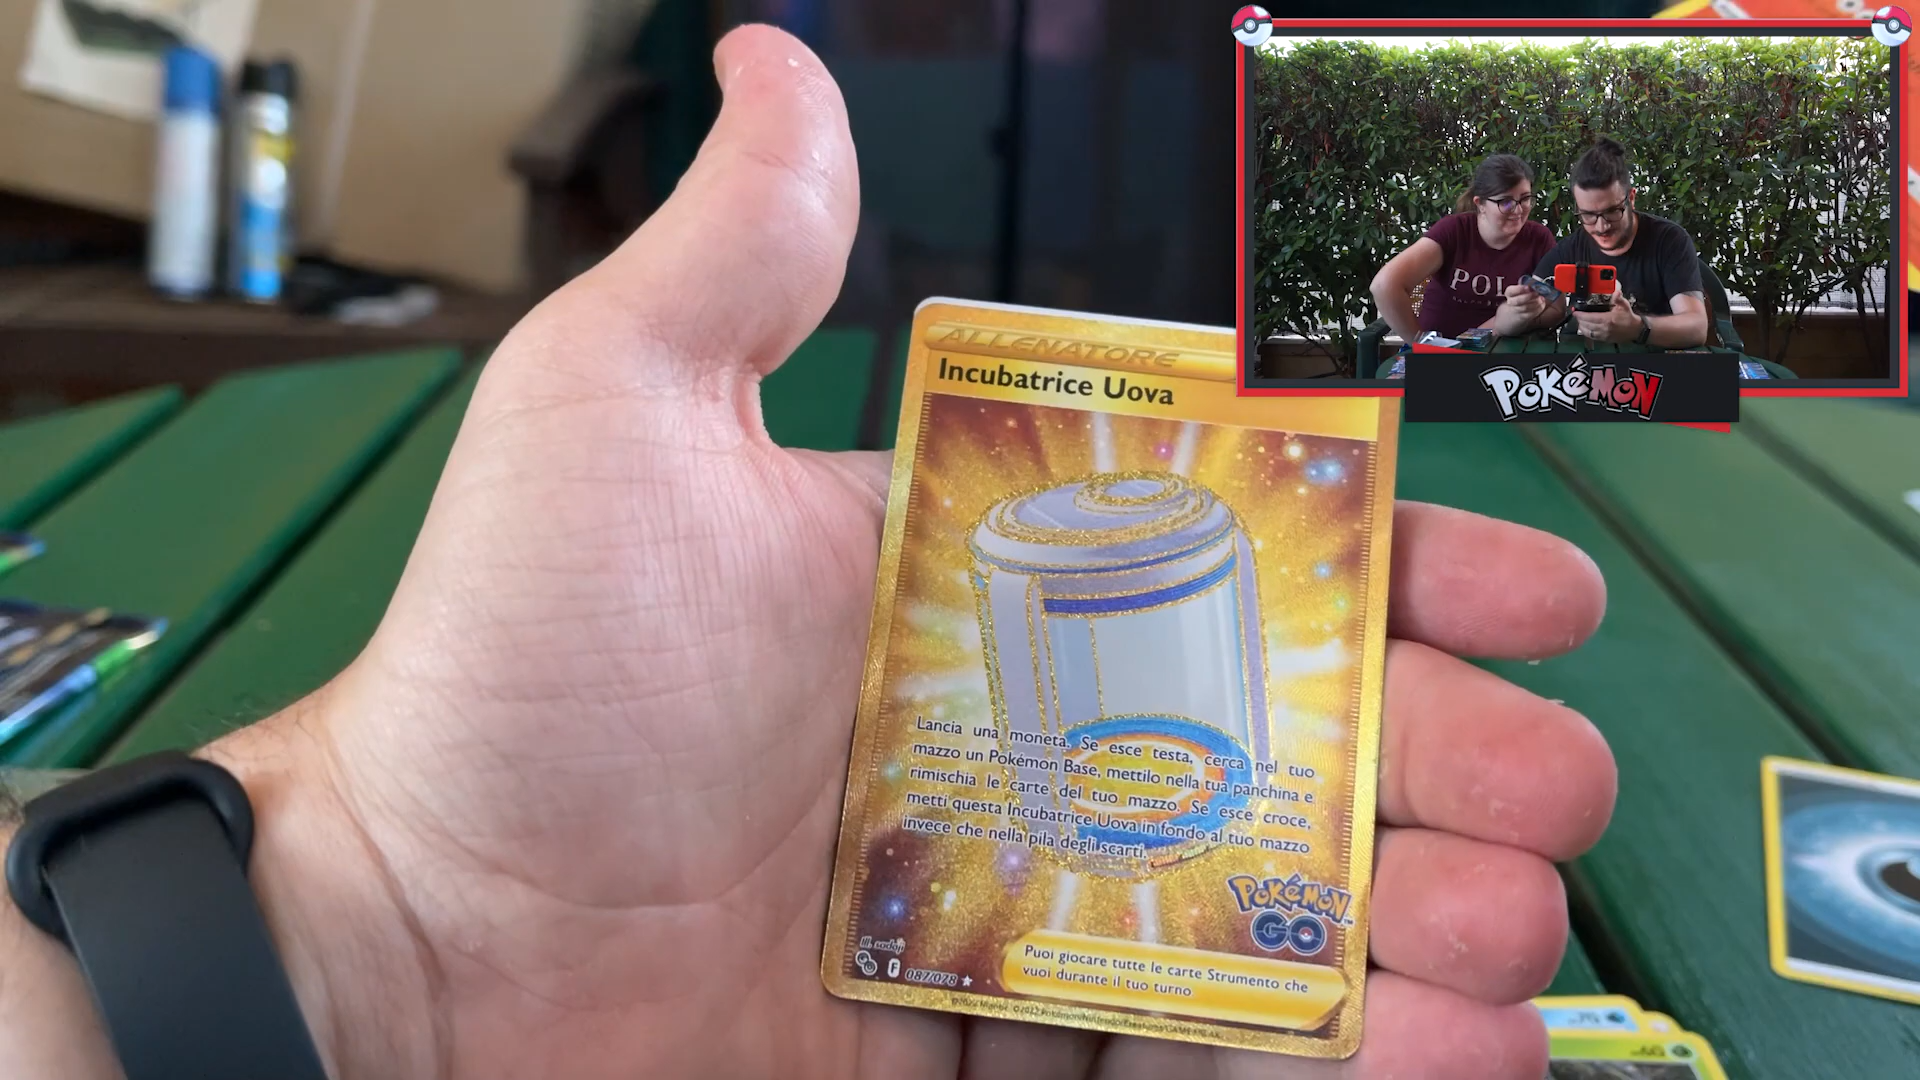 ALLENATORE
Incubatrice Uova
Lancia una moneta. Se esce testa, cerca nel tuo
mazzo un Pokémon Base, mettilo nella tua panchina e
rimischia le carte del tuo mazzo. Se esce croce,
metti questa Incubatrice Uova in fondo al tuo mazzo
invece che nella pila degli scarti.
POKÉMON
GO
Puoi giocare tutte le carte Strumento che
vuoi durante il tuo turno
Ill. sadaji
F 087/078
POKÉMON